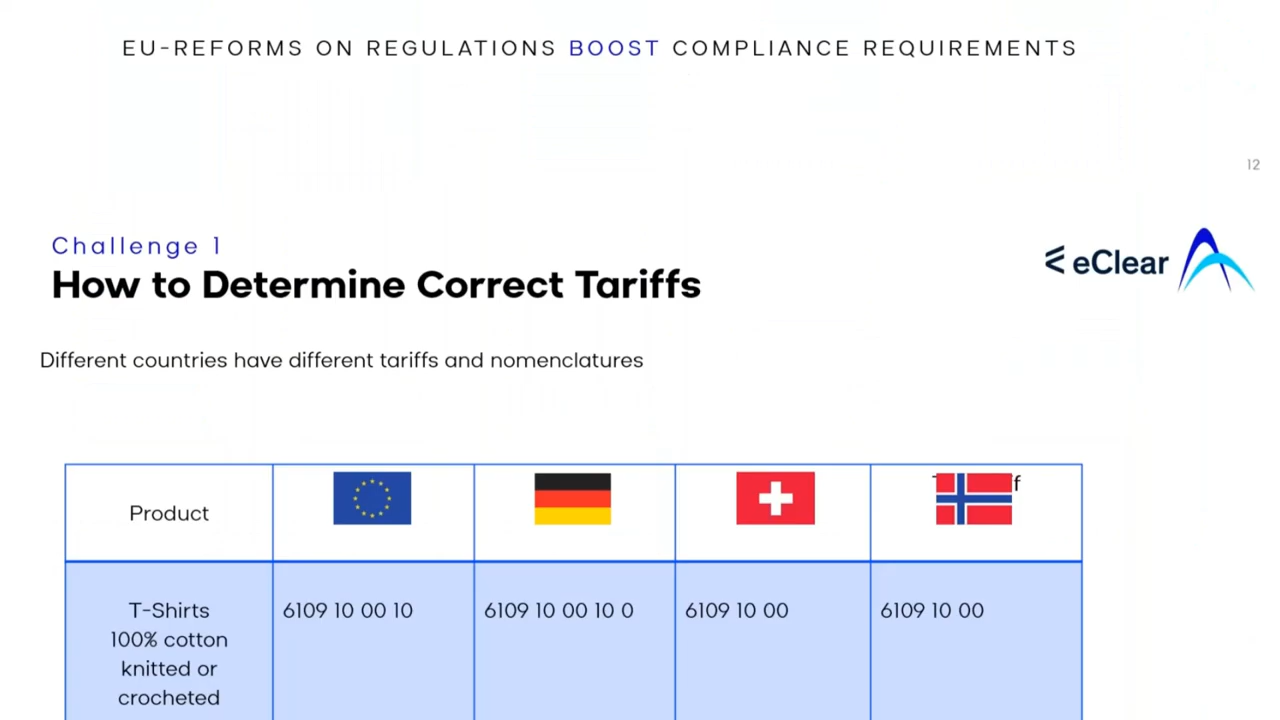 EU-REFORMS ON REGULATIONS BOOST COMPLIANCE REQUIREMENTS
12
Challenge 1
How to Determine Correct Tariffs
eClear
Different countries have different tariffs and nomenclatures
Product
T-Shirts
100% cotton
knitted or
crocheted
6109 10 00 10
6109 10 00 10 0
6109 10 00
6109 10 00